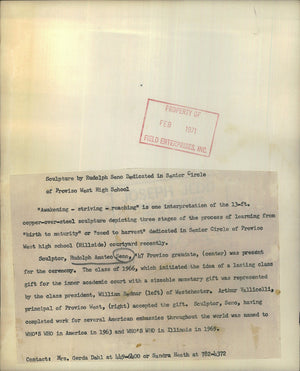 PROPERTY OF
FEB 1971
FIELD ENTERPRISES, INC.
Sculpture by Rudolph Seno Dedicated in Senior Circle
of Proviso West High School
"Awakening - striving - reaching" is one interpretation of the 13-ft.
copper-over-steel sculpture depicting three stages of the process of learning from
"birth to maturity" or "seed to harvest" dedicated in Senior Circle of Proviso
West high school (Hillside) courtyard recently.
Sculptor, Rudolph Seno, '47 Proviso graduate, (center) was present
for the ceremony. The class of 1966, which initiated the idea of a lasting class
gift for the inner academic court with a sizeable monetary gift was represented
by the class president, William (left) of Westchester. Arthur
principal of Proviso West, (right) accepted the gift. Sculptor, Seno, having
completed work for several American embassies throughout the world was named to
WHO'S WHO in America in 1963 and WHO'S WHO in Illinois in 1965.
Contact: Mrs. Gerda Dahl at 449-6400 or Sandra Heath at 782-4372